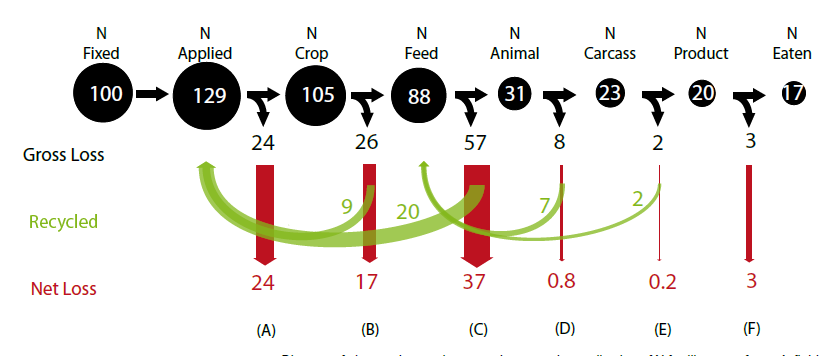 N N N N N N N N
Fixed Applied Crop Feed Animal Carcass Product Eaten
100 129 105 88 31 23 20 17
24 26 57 8 2 3
Gross Loss
Recycled 9 20 7 2
Net Loss 24 17 37 0.8 0.2 3
(A) (B) (C) (D) (E) (F)